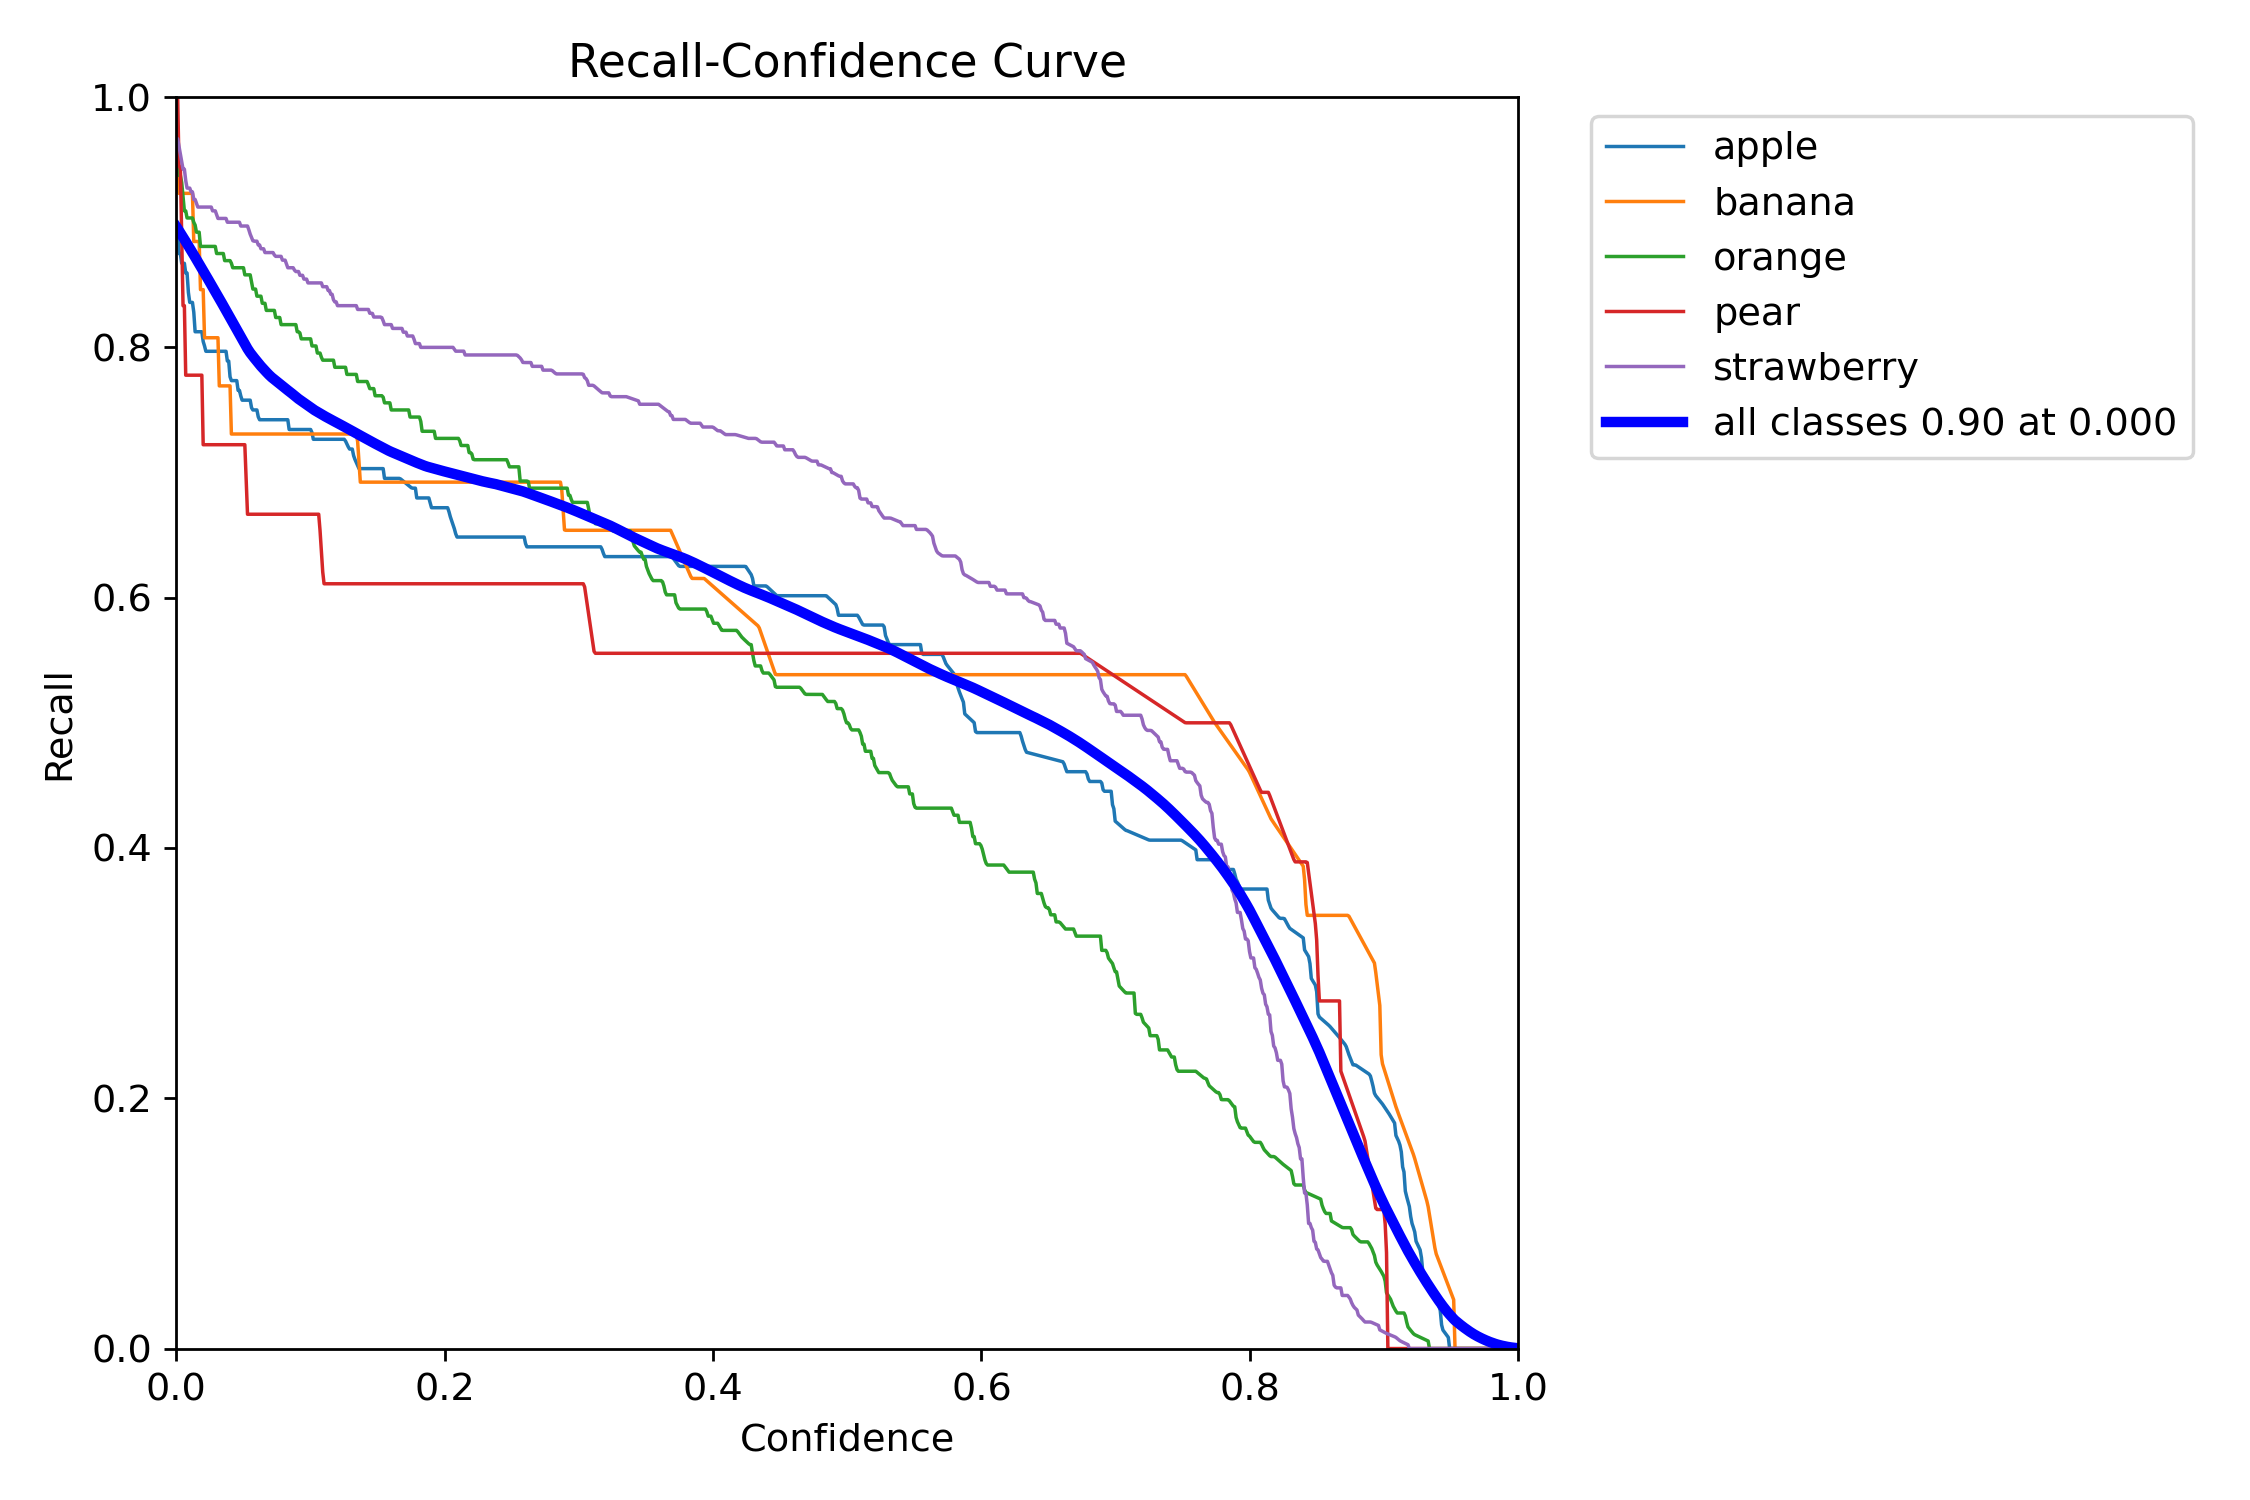 Recall-Confidence Curve
1.0
0.8
0.6
0.4
0.2
0.0
Recall
0.0 0.2 0.4 0.6 0.8 1.0
Confidence
apple
banana
orange
pear
strawberry
all classes 0.90 at 0.000